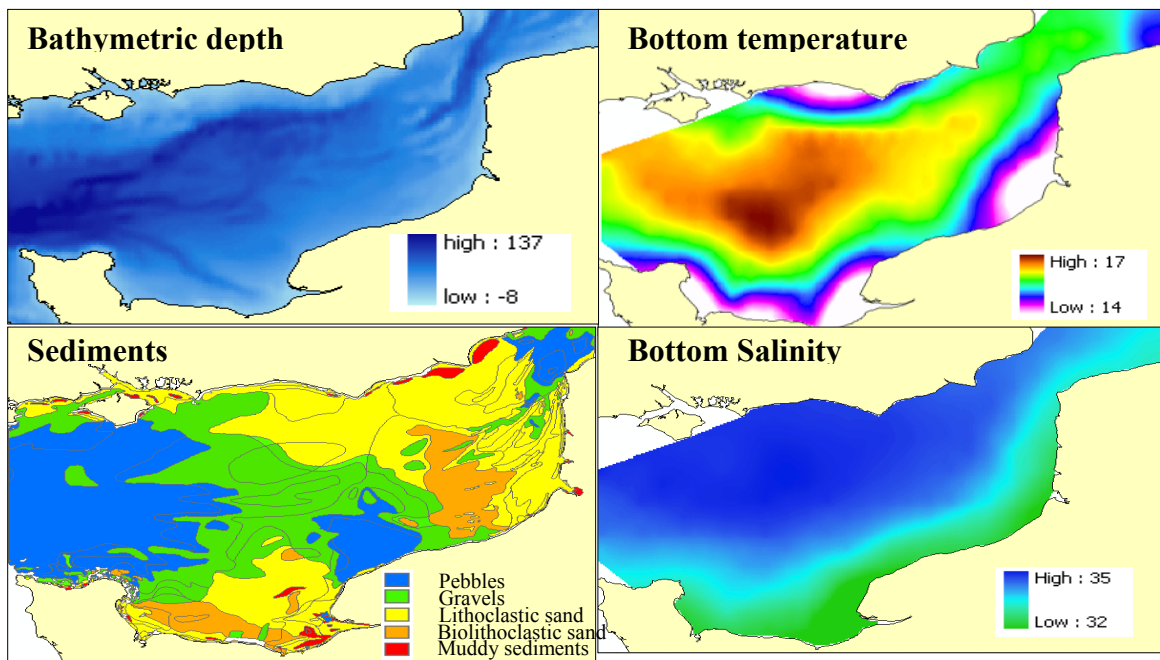 Bathymetric depth
high : 137
low : -8
Bottom temperature
High : 17
Low : 14
Sediments
Pebbles
Gravels
Lithoclastic sand
Biolithoclastic sand
Muddy sediments
Bottom Salinity
High : 35
Low : 32